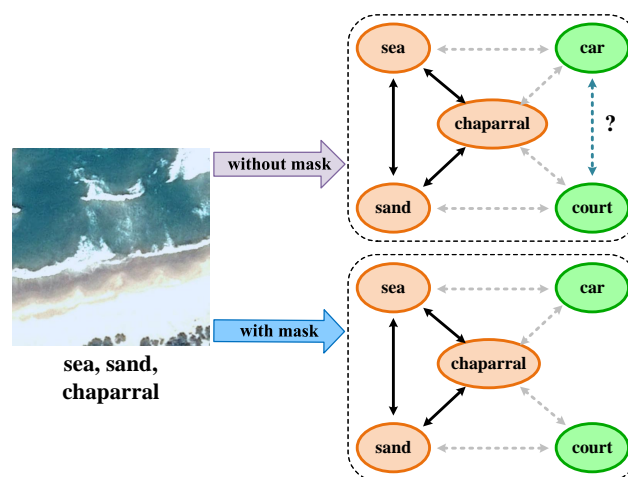 sea
car
chaparral
?
sand
court
without mask
sea
car
with mask
chaparral
sand
court
sea, sand,
chaparral